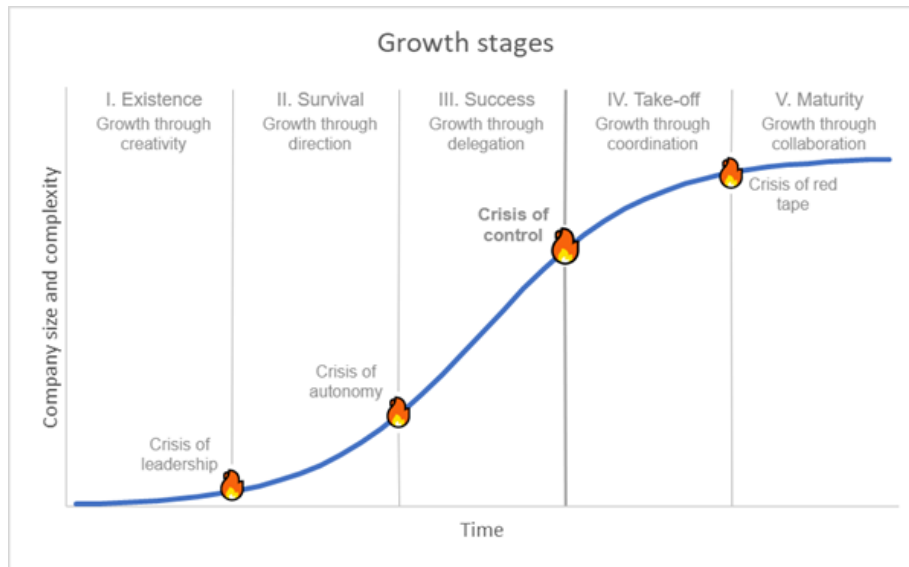 Growth stages
I. Existence
Growth through
creativity
II. Survival
Growth through
direction
III. Success
Growth through
delegation
IV. Take-off
Growth through
coordination
V. Maturity
Growth through
collaboration
Crisis of red
tape
Crisis of
control
Crisis of
autonomy
Crisis of
leadership
Company size and complexity
Time